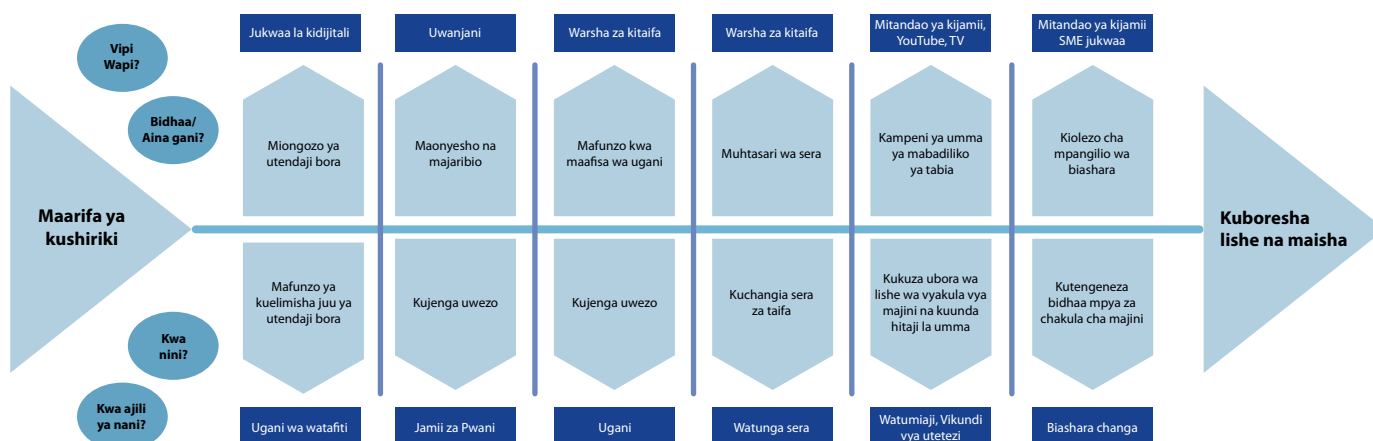 Vipi
Wapi?
Bidhaa/
Aina gani?
Jukwaa la kidijitali
Uwanjani
Warsha za kitaifa
Warsha za kitaifa
Mitandao ya kijamii,
YouTube, TV
Mitandao ya kijamii
SME jukwaa
Miongozo ya
utendaji bora
Maonyesho na
majaribio
Mafunzo kwa
maafisa wa ugani
Muhtasari wa sera
Kampeni ya umma
ya mabadiliko
ya tabia
Kiolezo cha
mpangilio wa
biashara
Maarifa ya
kushiriki
Kuboresha
lishe na maisha
Mafunzo ya
kuelimisha juu ya
utendaji bora
Kujenga uwezo
Kujenga uwezo
Kuchangia sera
za taifa
Kukuza ubora wa
lishe wa vyakula vya
majini na kuunda
hitaji la umma
Kutengeneza
bidhaa mpya za
chakula cha majini
Kwa
nini?
Kwa ajili
ya nani?
Ugani wa watafiti
Jamii za Pwani
Ugani
Watunga sera
Watumiaji, Vikundi
vya utetezi
Biashara changa